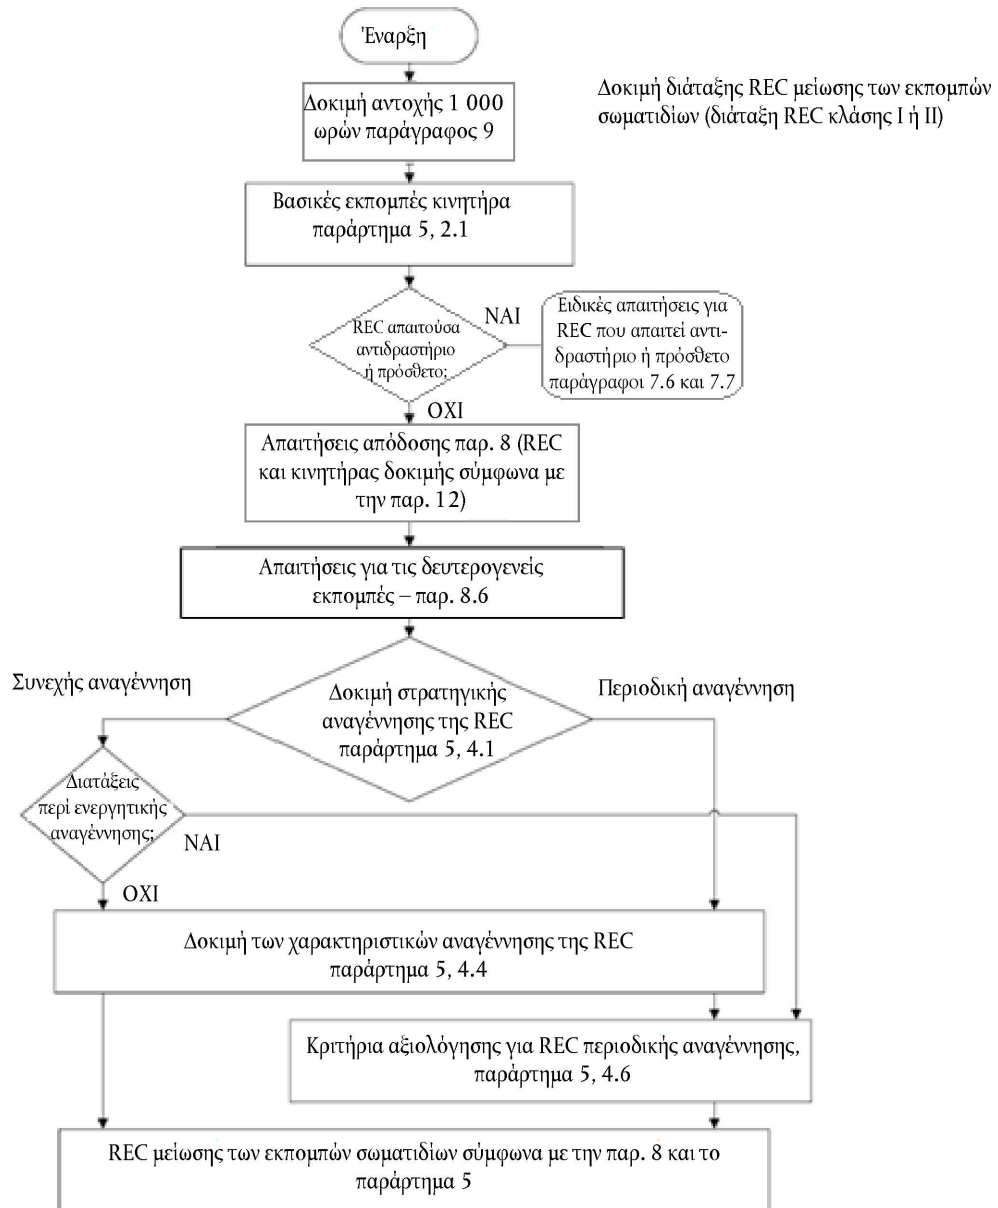 Έναρξη
Δοκιμή διάταξης REC μείωσης των εκπομπών
σωματιδίων (διάταξη REC κλάσης I ή II)
Δοκιμή αντοχής 1 000
ωρών παράγραφος 9
Βασικές εκπομπές κινητήρα
παράρτημα 5, 2.1
REC απαιτούσα
αντιδραστήριο
ή πρόσθετο;
ΝΑΙ
Ειδικές απαιτήσεις για
REC που απαιτεί αντι-
δραστήριο ή πρόσθετο
παράγραφοι 7.6 και 7.7
ΟΧΙ
Απαιτήσεις απόδοσης παρ. 8 (REC
και κινητήρας δοκιμής σύμφωνα με
την παρ. 12)
Απαιτήσεις για τις δευτερογενείς
εκπομπές – παρ. 8.6
Συνεχής αναγέννηση
Δοκιμή στρατηγικής
αναγέννησης της REC
παράρτημα 5, 4.1
Περιοδική αναγέννηση
Διατάξεις
περί ενεργητικής
αναγέννησης;
ΝΑΙ
ΟΧΙ
Δοκιμή των χαρακτηριστικών αναγέννησης της REC
παράρτημα 5, 4.4
Κριτήρια αξιολόγησης για REC περιοδικής αναγέννησης,
παράρτημα 5, 4.6
REC μείωσης των εκπομπών σωματιδίων σύμφωνα με την παρ. 8 και το
παράρτημα 5